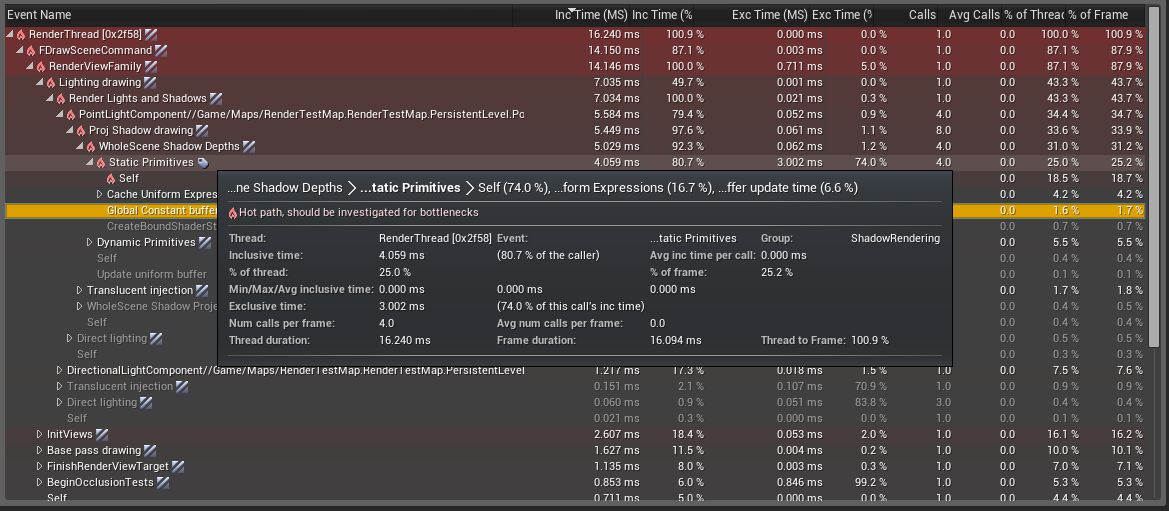 Event Name Inc Time (MS) Inc Time (% Exc Time (MS) Exc Time (% Calls Avg Calls % of Thread % of Frame
RenderThread [0x2f58] 16.240 ms 100.9 % 0.000 ms 0.0 % 1.0 0.0 100.0 % 100.9 %
FDrawSceneCommand 14.150 ms 87.1 % 0.000 ms 0.0 % 1.0 0.0 87.1 % 87.9 %
RenderViewFamily 14.146 ms 100.0 % 0.711 ms 5.0 % 1.0 0.0 87.1 % 87.9 %
Lighting drawing 7.035 ms 49.7 % 0.001 ms 0.0 % 1.0 0.0 43.3 % 43.7 %
Render Lights and Shadows 7.034 ms 100.0 % 0.021 ms 0.3 % 1.0 0.0 43.3 % 43.7 %
PointLightComponent//Game/Maps/RenderTestMap.RenderTestMap.PersistentLevel.Po 5.584 ms 79.4 % 0.052 ms 0.9 % 4.0 0.0 34.4 % 34.7 %
Proj Shadow drawing 5.449 ms 97.6 % 0.061 ms 1.1 % 8.0 0.0 33.6 % 33.9 %
WholeScene Shadow Depths 5.029 ms 92.3 % 0.062 ms 1.2 % 4.0 0.0 31.0 % 31.2 %
Static Primitives 4.059 ms 80.7 % 3.002 ms 74.0 % 4.0 0.0 25.0 % 25.2 %
Self 0.0 18.5 % 18.7 %
Cache Uniform Expres 0.0 4.2 % 4.2 %
Global Constant buffe 0.0 1.6 % 1.7 %
CreateBoundShaderSt 0.0 0.7 % 0.7 %
Dynamic Primitives 0.0 5.5 % 5.5 %
Self 0.0 0.4 % 0.4 %
Update uniform buffer 0.0 0.1 % 0.1 %
Translucent injection 0.0 1.7 % 1.8 %
WholeScene Shadow Proje 0.0 0.4 % 0.5 %
Self 0.0 0.4 % 0.4 %
Direct lighting 0.0 0.5 % 0.5 %
Self 0.0 0.3 % 0.3 %
DirectionalLightComponent//Game/Maps/RenderTestMap.RenderTestMap.PersistentLevel 1.217 ms 17.3 % 0.018 ms 1.5 % 1.0 0.0 7.5 % 7.6 %
Translucent injection 0.151 ms 2.1 % 0.107 ms 70.9 % 1.0 0.0 0.9 % 0.9 %
Direct lighting 0.060 ms 0.9 % 0.051 ms 83.8 % 3.0 0.0 0.4 % 0.4 %
Self 0.021 ms 0.3 % 0.000 ms 0.0 % 1.0 0.0 0.1 % 0.1 %
InitViews 2.607 ms 18.4 % 0.053 ms 2.0 % 1.0 0.0 16.1 % 16.2 %
Base pass drawing 1.627 ms 11.5 % 0.004 ms 0.2 % 1.0 0.0 10.0 % 10.1 %
FinishRenderViewTarget 1.135 ms 8.0 % 0.003 ms 0.3 % 1.0 0.0 7.0 % 7.1 %
BeginOcclusionTests 0.853 ms 6.0 % 0.846 ms 99.2 % 1.0 0.0 5.3 % 5.3 %
Self 0.711 ms 5.0 % 0.000 ms 0.0 % 1.0 0.0 4.4 % 4.4 %
...ne Shadow Depths ...tatic Primitives Self (74.0 %), ...form Expressions (16.7 %), ...ffer update time (6.6 %)
Hot path, should be investigated for bottlenecks
Thread: RenderThread [0x2f58] Event: ...tatic Primitives Group: ShadowRendering
Inclusive time: 4.059 ms (80.7 % of the caller) Avg inc time per call: 0.000 ms
% of thread: 25.0 % % of frame: 25.2 %
Min/Max/Avg inclusive time: 0.000 ms 0.000 ms 0.000 ms
Exclusive time: 3.002 ms (74.0 % of this call's inc time)
Num calls per frame: 4.0 Avg num calls per frame: 0.0
Thread duration: 16.240 ms Frame duration: 16.094 ms Thread to Frame: 100.9 %